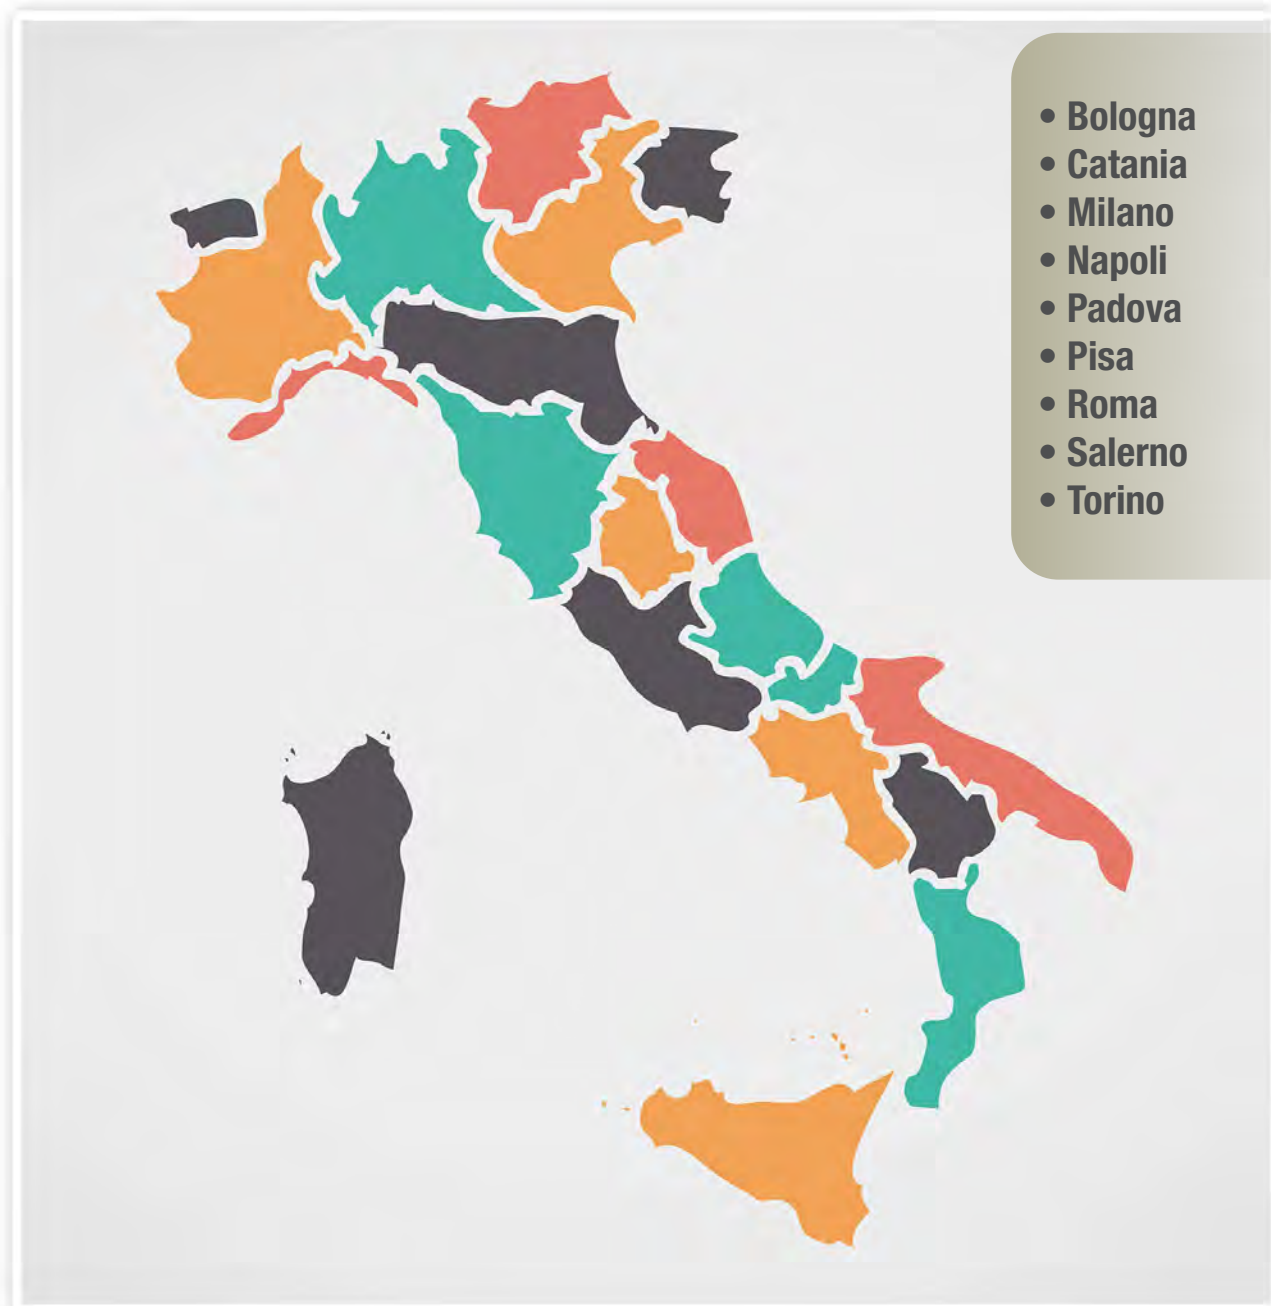 • Bologna
• Catania
• Milano
• Napoli
• Padova
• Pisa
• Roma
• Salerno
• Torino